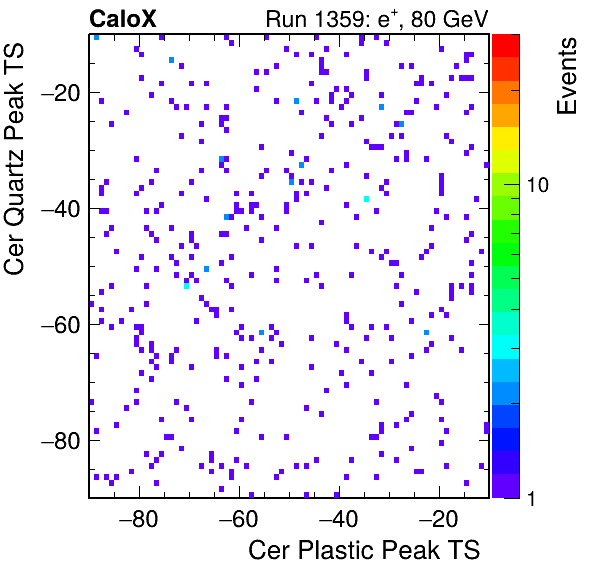 CaloX Run 1359: e+, 80 GeV
Cer Quartz Peak TS
−20
−40
−60
−80
−80 −60 −40 −20
Cer Plastic Peak TS
Events
10
1